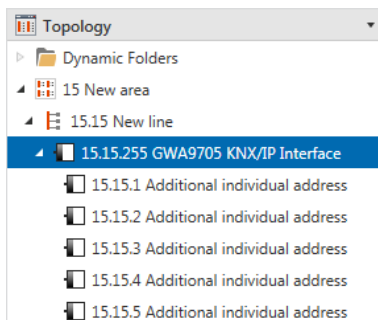 Topology
Dynamic Folders
15 New area
15.15 New line
15.15.255 GWA9705 KNX/IP Interface
15.15.1 Additional individual address
15.15.2 Additional individual address
15.15.3 Additional individual address
15.15.4 Additional individual address
15.15.5 Additional individual address